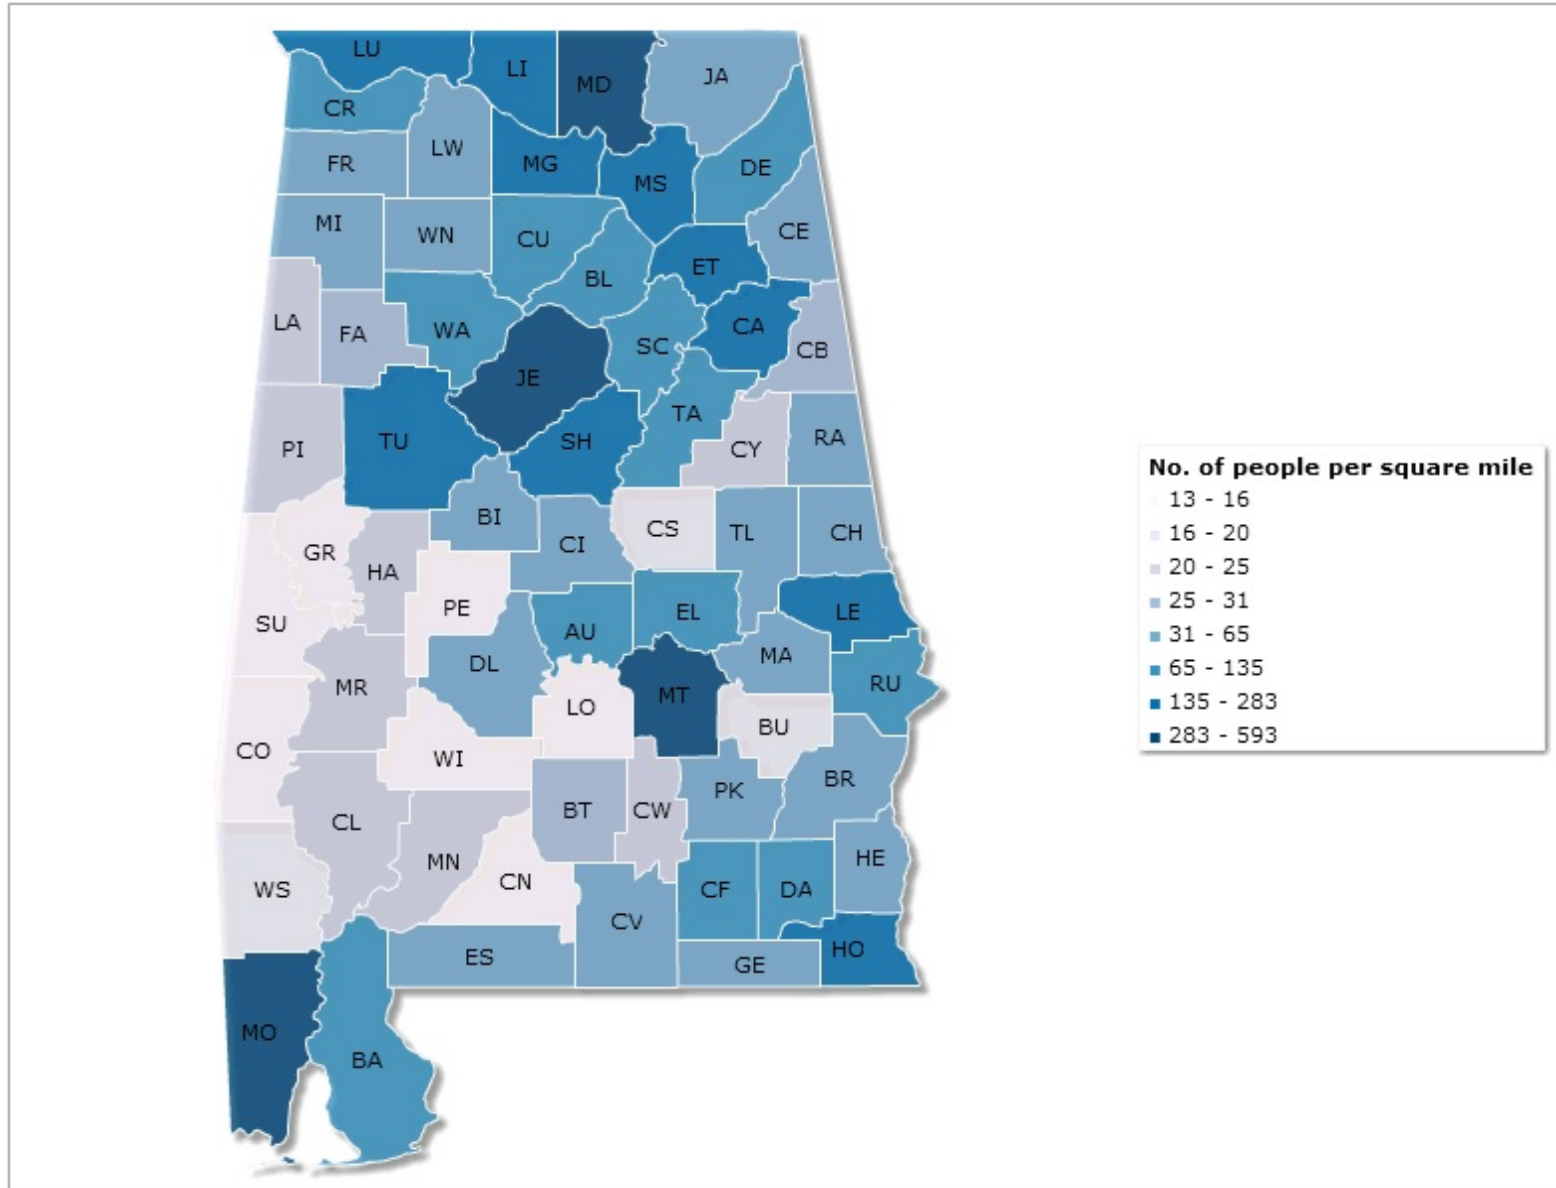 LU
LI
MD
JA
CR
LW
FR
MG
MS
DE
MI
WN
CU
CE
BL
ET
LA
FA
WA
SC
CA
CB
JE
TA
PI
TU
SH
CY
RA
BI
CI
CS
TL
CH
GR
HA
PE
SU
AU
EL
LE
DL
MA
MR
LO
MT
RU
CO
WI
BU
BT
CW
PK
BR
CL
MN
CN
HE
WS
CV
CF
DA
ES
GE
HO
MO
BA
No. of people per square mile
13 - 16
16 - 20
20 - 25
25 - 31
31 - 65
65 - 135
135 - 283
283 - 593